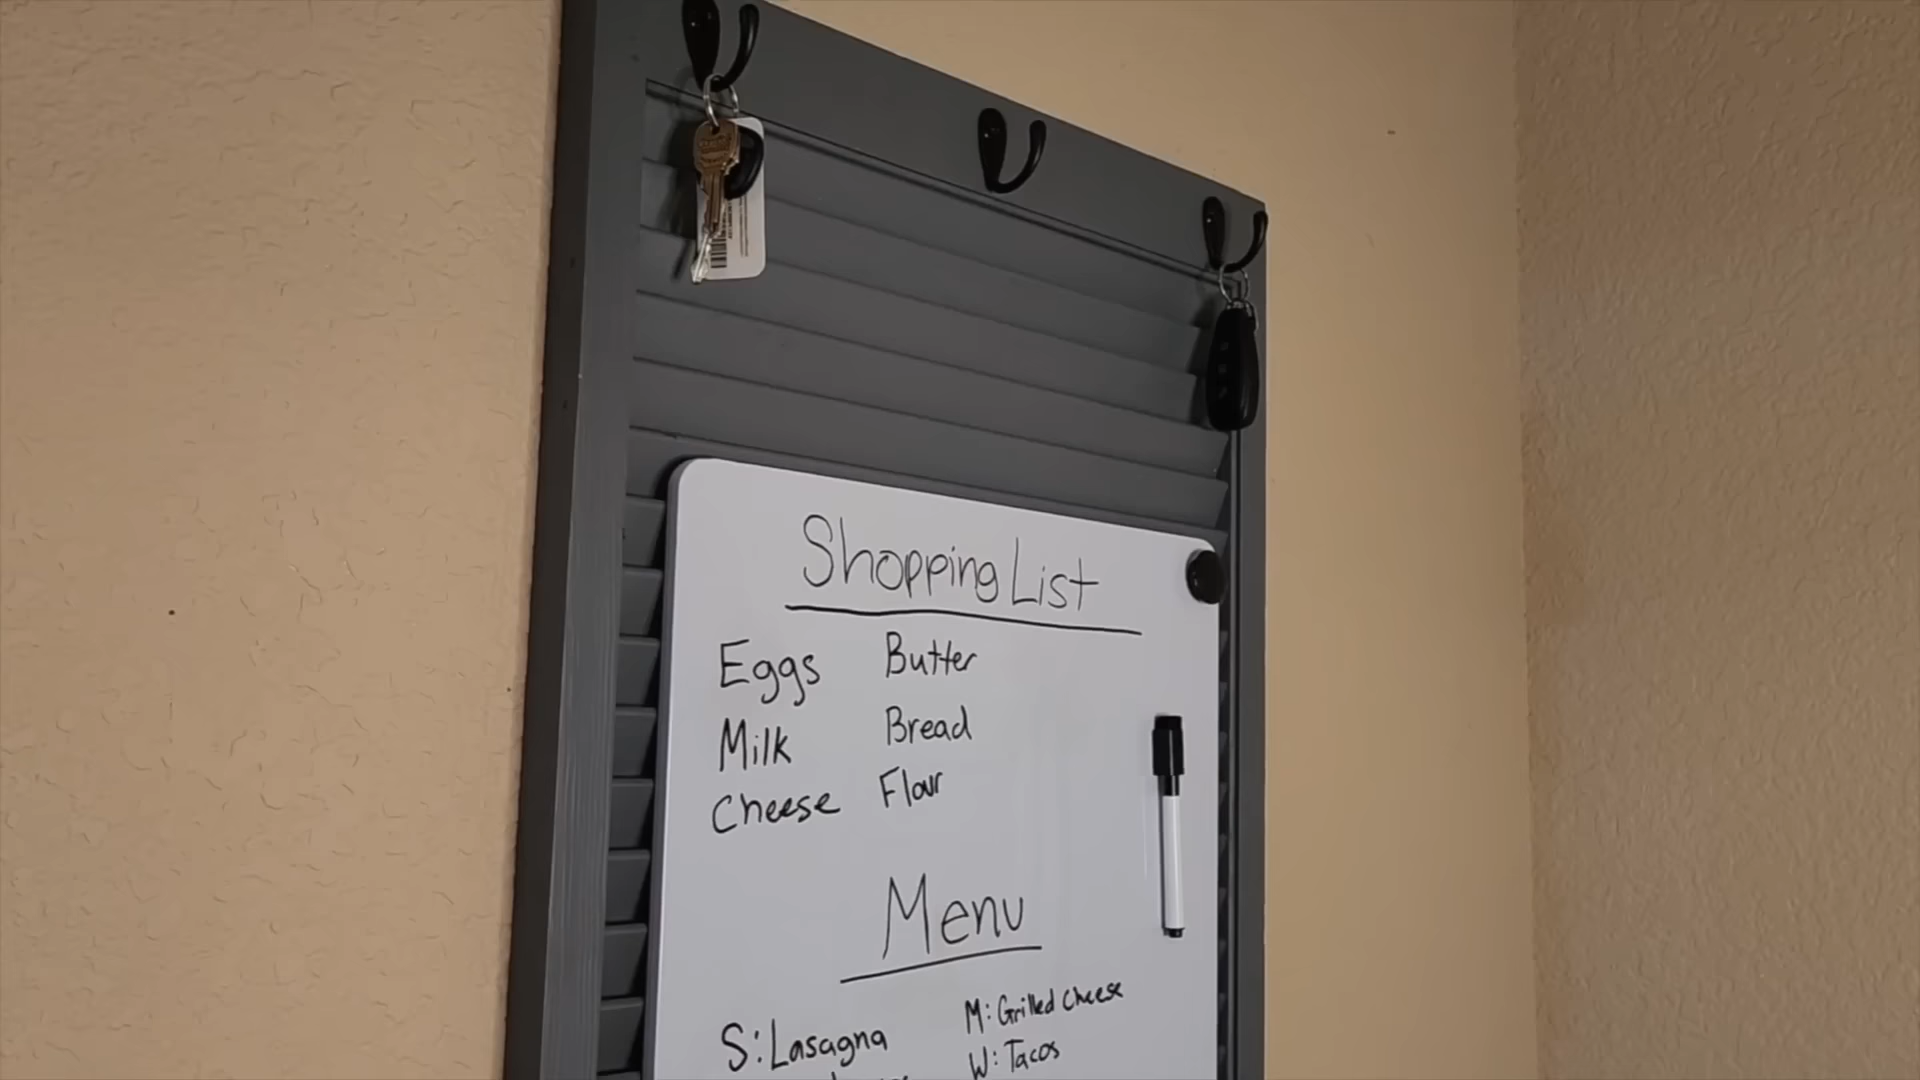 Shopping List
Eggs Butter
Milk Bread
Cheese Flour
Menu
S: Lasagna M: Grilled Cheese
W: Tacos